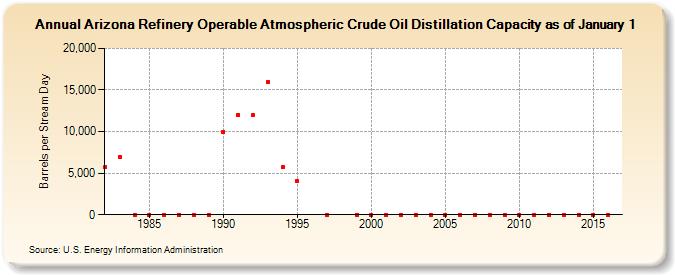 Annual Arizona Refinery Operable Atmospheric Crude Oil Distillation Capacity as of January 1
Barrels per Stream Day
20,000
15,000
10,000
5,000
0
1985 1990 1995 2000 2005 2010 2015
Source: U.S. Energy Information Administration